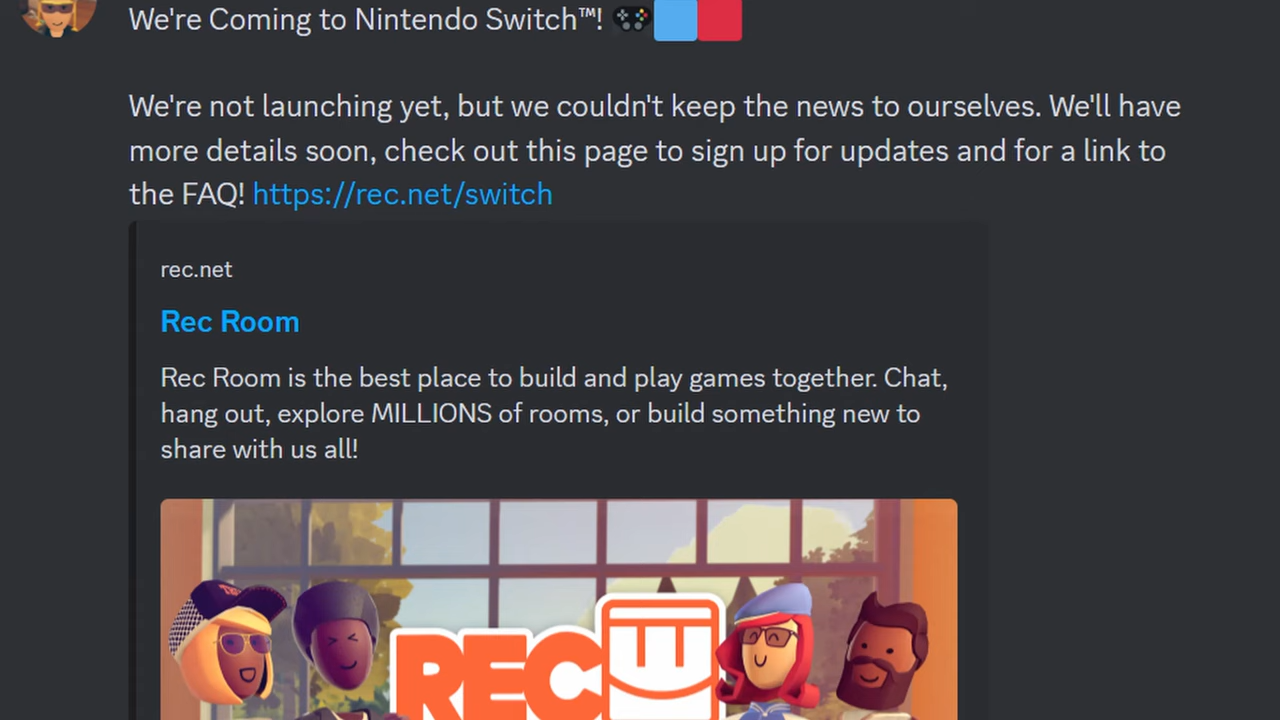 We're Coming to Nintendo Switch™! 🎮🟦🟥
We're not launching yet, but we couldn't keep the news to ourselves. We'll have
more details soon, check out this page to sign up for updates and for a link to
the FAQ! https://rec.net/switch
rec.net
Rec Room
Rec Room is the best place to build and play games together. Chat,
hang out, explore MILLIONS of rooms, or build something new to
share with us all!
REC